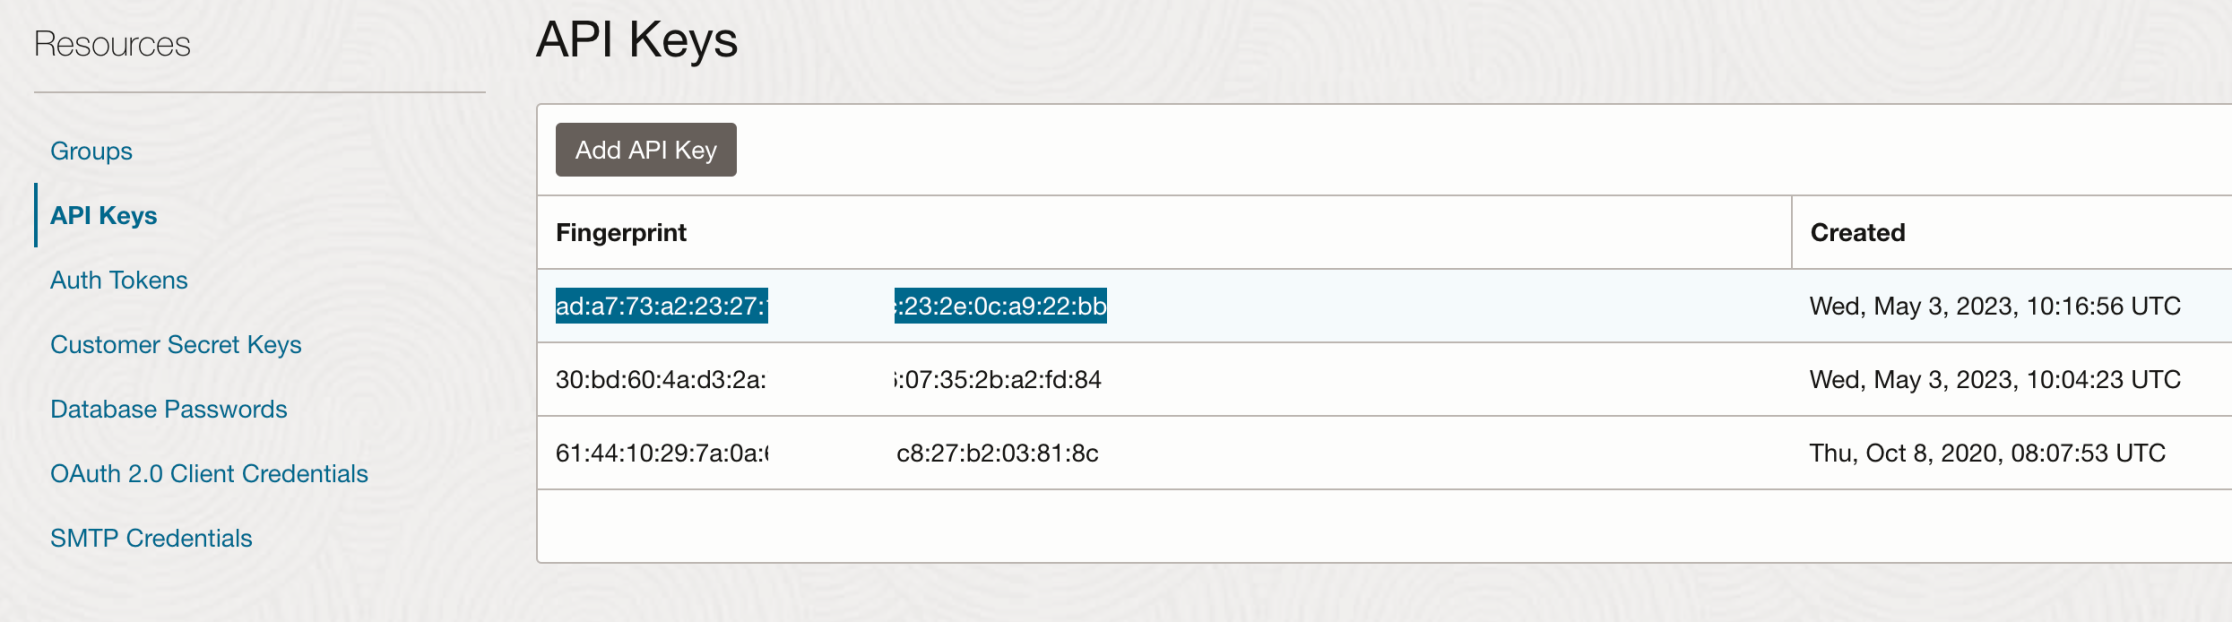 Resources
Groups
API Keys
Auth Tokens
Customer Secret Keys
Database Passwords
OAuth 2.0 Client Credentials
SMTP Credentials
API Keys
Add API Key
Fingerprint Created
ad:a7:73:a2:23:27: :23:2e:0c:a9:22:bb Wed, May 3, 2023, 10:16:56 UTC
30:bd:60:4a:d3:2a: :07:35:2b:a2:fd:84 Wed, May 3, 2023, 10:04:23 UTC
61:44:10:29:7a:0a: c8:27:b2:03:81:8c Thu, Oct 8, 2020, 08:07:53 UTC